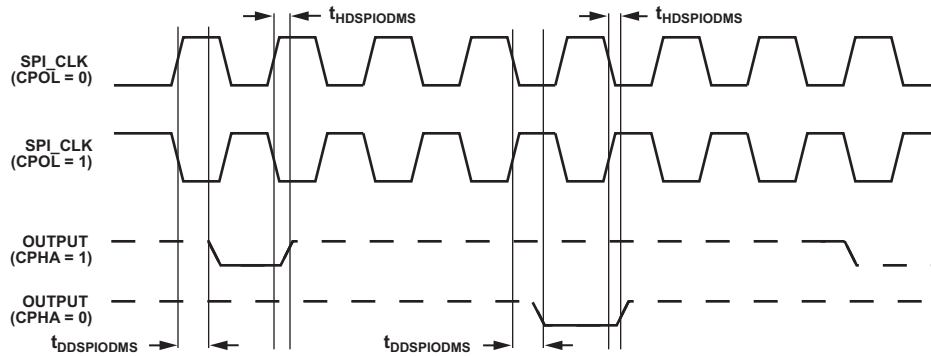 tHDSPIODMS
tHDSPIODMS
SPI_CLK
(CPOL = 0)
SPI_CLK
(CPOL = 1)
OUTPUT
(CPHA = 1)
OUTPUT
(CPHA = 0)
tDDSPIODMS
tDDSPIODMS